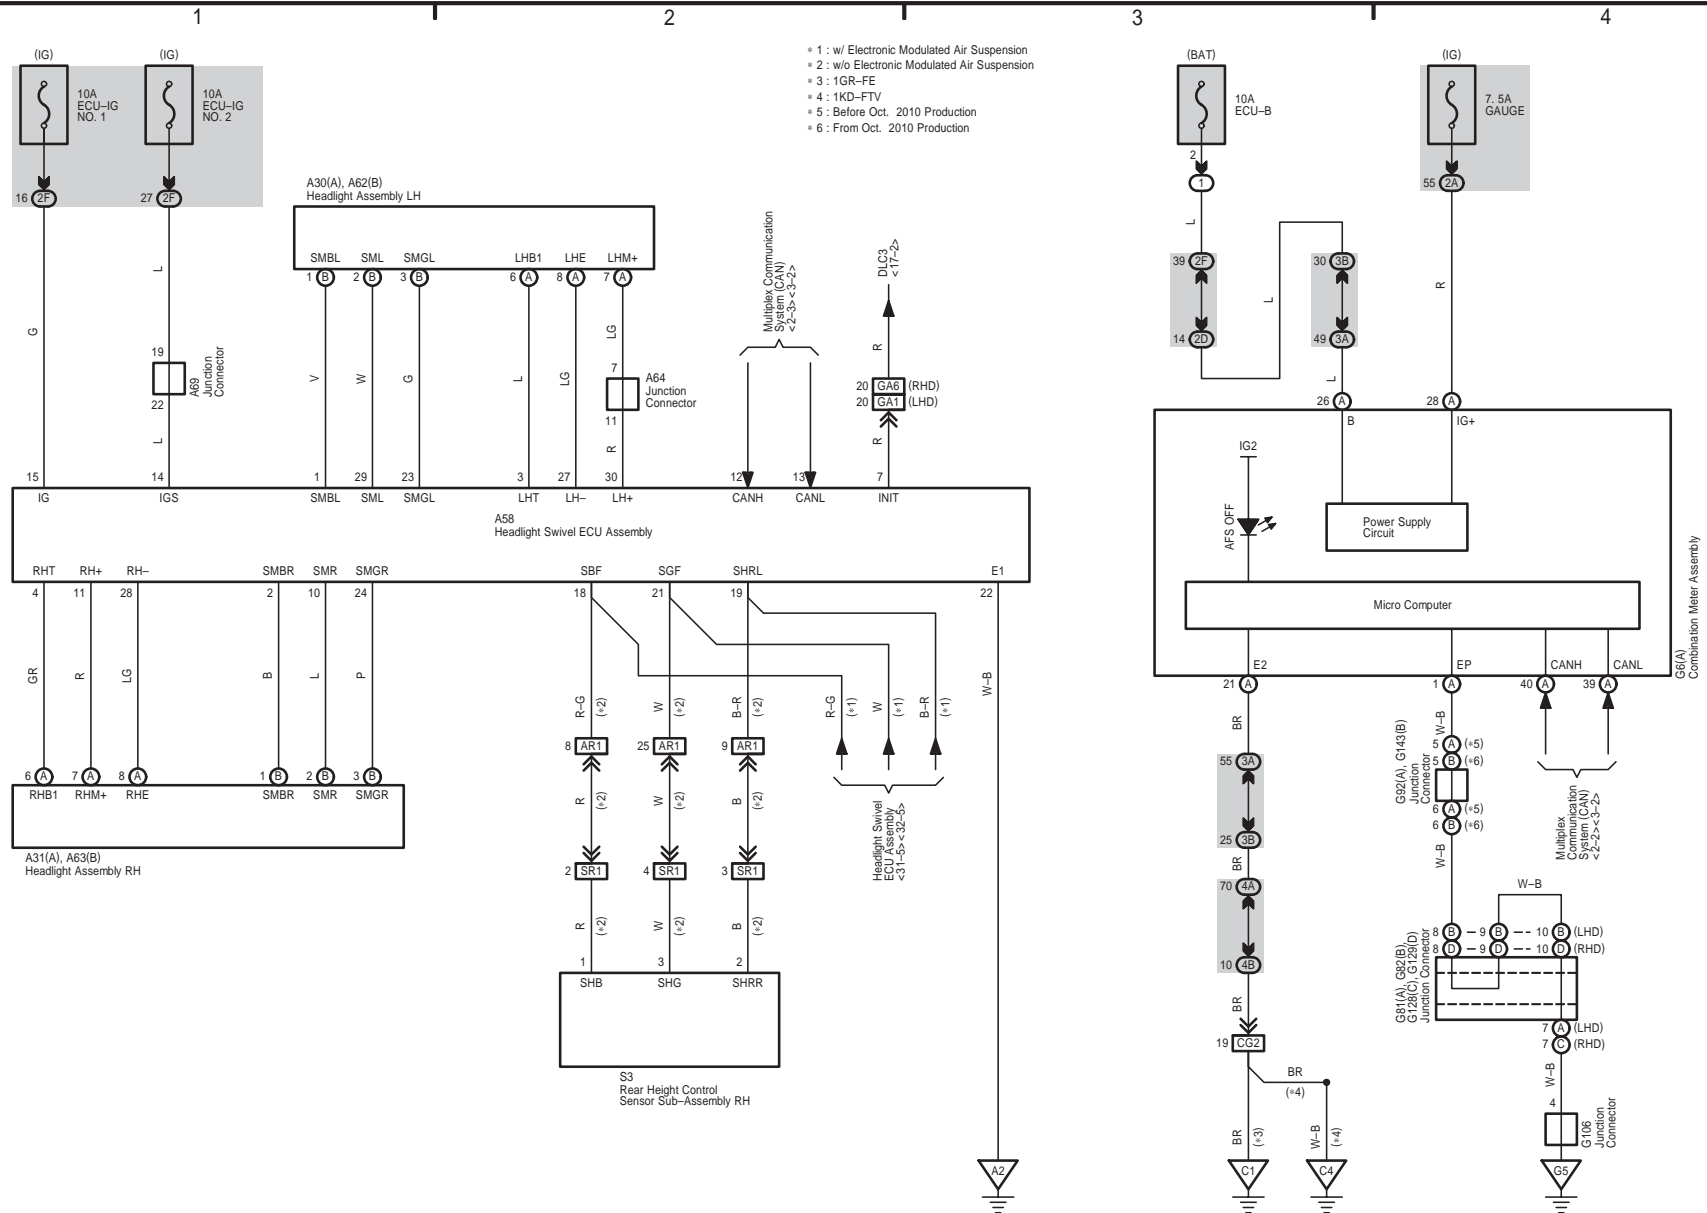 1
2
3
4
(IG)
10A
ECU–IG
NO. 1
16 2F
G
15
(IG)
10A
ECU–IG
NO. 2
27 2F
L
19
A69
Junction
Connector
22
L
14
A30(A), A62(B)
Headlight Assembly LH
SMBL SML SMGL LHB1 LHE LHM+
1 B 2 B 3 B 6 A 8 A 7 A
V W G L LG LG
7
A64
Junction
Connector
11
R
1 29 23 3 27 30
Multiplex Communication
System (CAN)
<2–3><3–2>
12 13
DLC3
<17–2>
R
20 GA6 (RHD)
20 GA1 (LHD)
R
7
∗ 1 : w/ Electronic Modulated Air Suspension
∗ 2 : w/o Electronic Modulated Air Suspension
∗ 3 : 1GR–FE
∗ 4 : 1KD–FTV
∗ 5 : Before Oct. 2010 Production
∗ 6 : From Oct. 2010 Production
IG IGS SMBL SML SMGL LHT LH– LH+ CANH CANL INIT
A58
Headlight Swivel ECU Assembly
RHT RH+ RH– SMBR SMR SMGR SBF SGF SHRL E1
4 11 28 2 10 24 18 21 19 22
GR R LG B L P
6 A 7 A 8 A 1 B 2 B 3 B
RHB1 RHM+ RHE SMBR SMR SMGR
A31(A), A63(B)
Headlight Assembly RH
R–G (∗2) W (∗2) B–R (∗2) R–G (∗1) W (∗1) B–R (∗1)
8 AR1 25 AR1 9 AR1
R (∗2) W (∗2) B (∗2)
2 SR1 4 SR1 3 SR1
R (∗2) W (∗2) B (∗2)
1 3 2
SHB SHG SHRR
S3
Rear Height Control
Sensor Sub–Assembly RH
Headlight Swivel
ECU Assembly
<31–5><32–5>
W–B
A2
(BAT)
10A
ECU–B
2
1
L
39 2F
14 2D
L
30 3B
49 3A
L
26 A
B
(IG)
7. 5A
GAUGE
55 2A
R
28 A
IG+
IG2
AFS OFF
Power Supply
Circuit
Micro Computer
G6(A)
Combination Meter Assembly
E2 EP CANH CANL
21 A 1 A 40 A 39 A
BR
55 3A
25 3B
BR
70 4A
10 4B
BR
19 CG2
BR
(∗4)
BR (∗3)
W–B (∗4)
C1
C4
W–B
5 A (∗5)
5 B (∗6)
G92(A), G143(B)
Junction
Connector
6 A (∗5)
6 B (∗6)
W–B
Multiplex
Communication
System (CAN)
<2–2><3–2>
W–B
8 B 9 B 10 B (LHD)
8 D 9 D 10 D (RHD)
G81(A), G82(B),
G128(C), G129(D)
Junction Connector
7 A (LHD)
7 C (RHD)
W–B
4
G106
Junction
Connector
G5